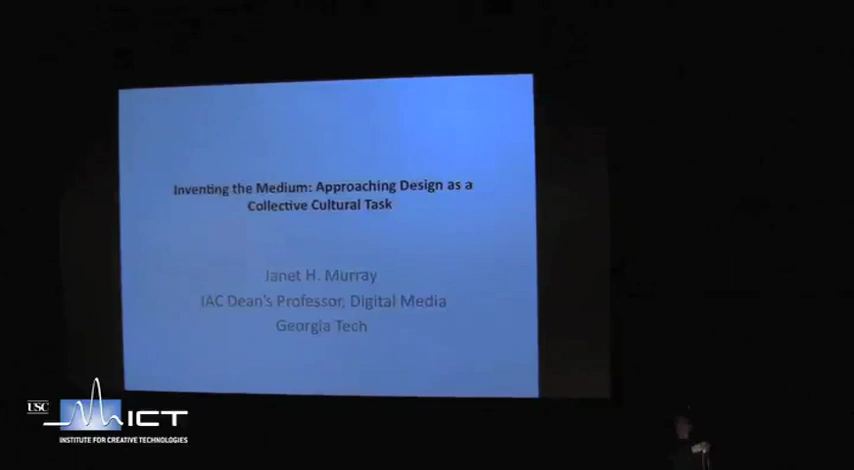 Inventing the Medium: Approaching Design as a
Collective Cultural Task
Janet H. Murray
IAC Dean's Professor, Digital Media
Georgia Tech
USC
ICT
INSTITUTE FOR CREATIVE TECHNOLOGIES